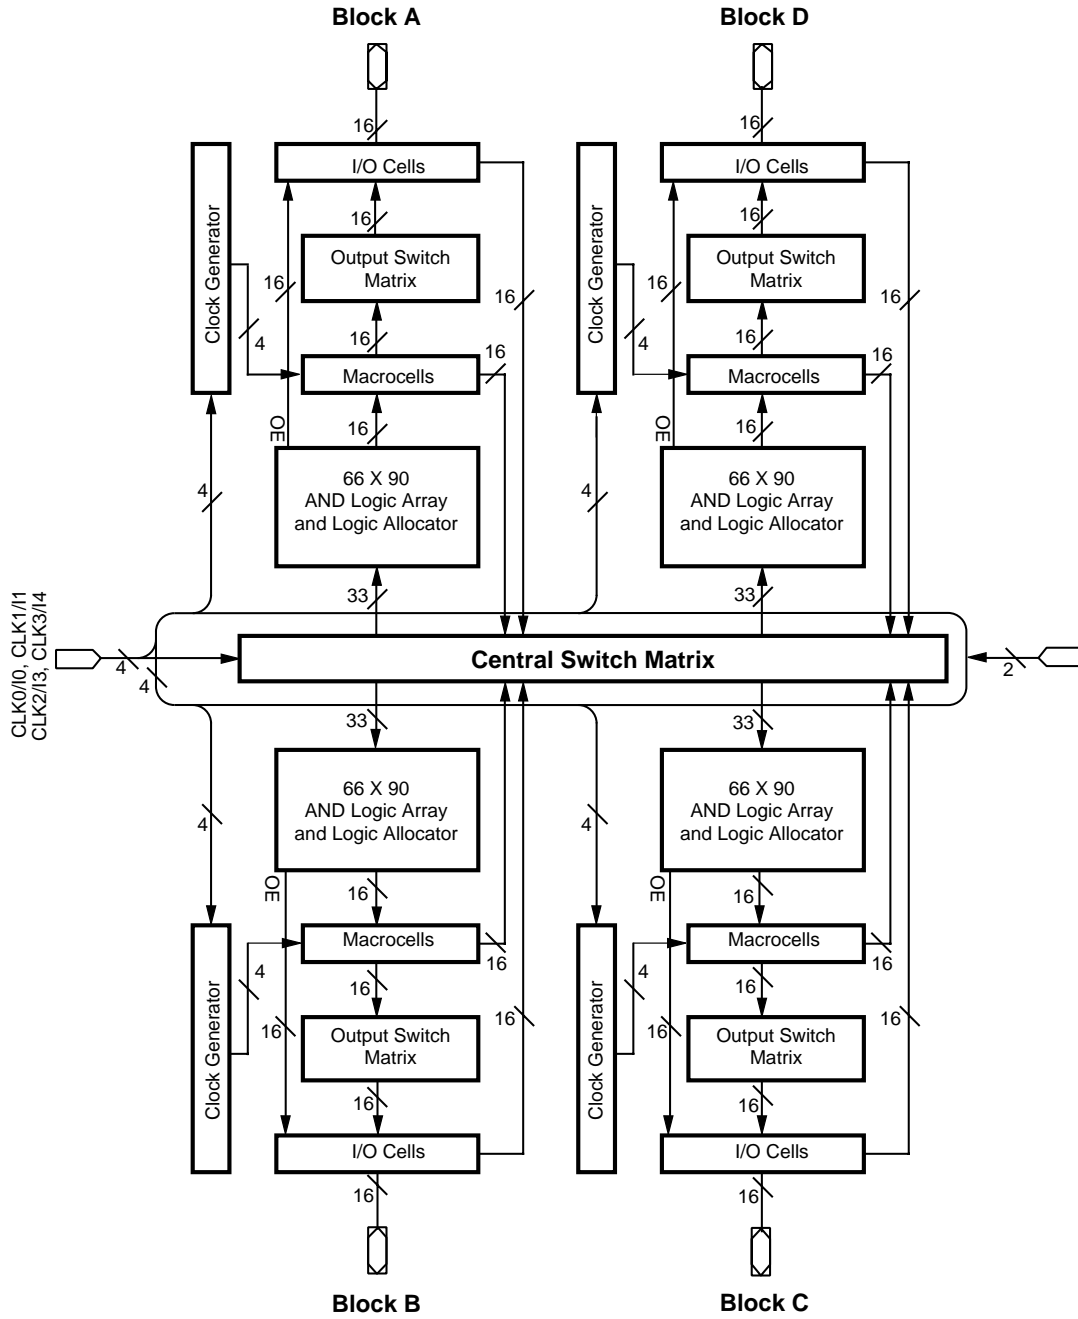 Block A
Block D
16
16
I/O Cells
I/O Cells
Clock Generator
16
Clock Generator
16
Output Switch
Matrix
Output Switch
Matrix
16
16
16
16
4
16
16
4
16
16
Macrocells
Macrocells
OE
16
OE
16
4
66 X 90
AND Logic Array
and Logic Allocator
4
66 X 90
AND Logic Array
and Logic Allocator
33
33
CLK0/I0, CLK1/I1
CLK2/I3, CLK3/I4
4
4
Central Switch Matrix
2
33
33
4
66 X 90
AND Logic Array
and Logic Allocator
4
66 X 90
AND Logic Array
and Logic Allocator
OE
16
OE
16
Macrocells
Macrocells
16
16
4
16
4
16
Clock Generator
16
16
Clock Generator
16
16
Output Switch
Matrix
Output Switch
Matrix
16
16
I/O Cells
I/O Cells
16
16
Block B
Block C